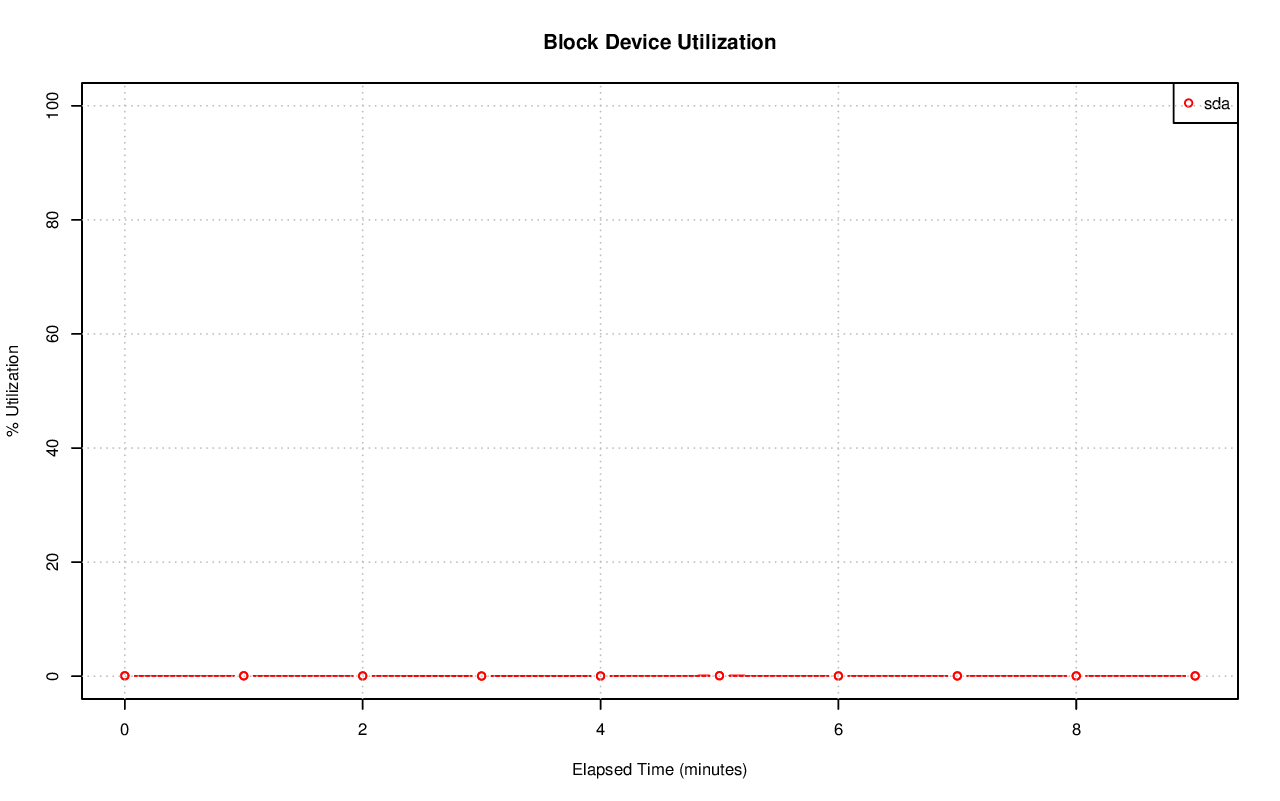 Block Device Utilization
sda
% Utilization
100
80
60
40
20
0
0 2 4 6 8
Elapsed Time (minutes)